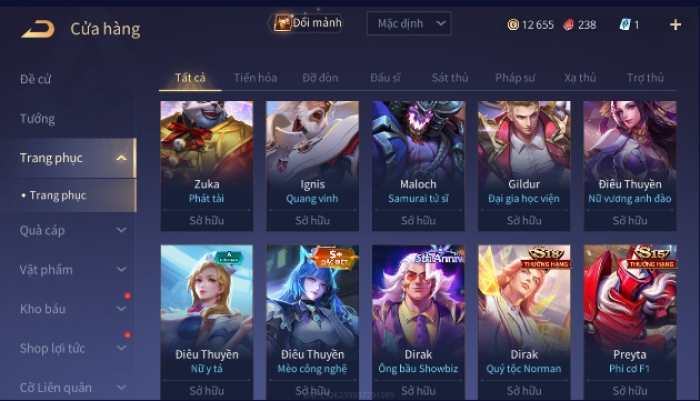 Cửa hàng
Đổi mảnh
Mặc định
12 655
238
1
Đề cử
Tướng
Trang phục
Trang phục
Quà cáp
Vật phẩm
Kho báu
Shop lợi tức
Cờ Liên quân
Tất cả
Tiến hóa
Đỡ đòn
Đấu sĩ
Sát thủ
Pháp sư
Xạ thủ
Trợ thủ
Zuka
Phát tài
Sở hữu
Ignis
Quang vinh
Sở hữu
Maloch
Samurai tử sĩ
Sở hữu
Gildur
Đại gia học viện
Sở hữu
Điêu Thuyền
Nữ vương anh đào
Sở hữu
A
Điêu Thuyền
Nữ y tá
Sở hữu
S+
ĐẶC BIỆT
Điêu Thuyền
Mèo công nghệ
Sở hữu
5th Anniv
Dirak
Ông bầu Showbiz
Sở hữu
S18
THƯỞNG HẠNG
Dirak
Quý tộc Norman
Sở hữu
S15
THƯỞNG HẠNG
Preyta
Phi cơ F1
Sở hữu